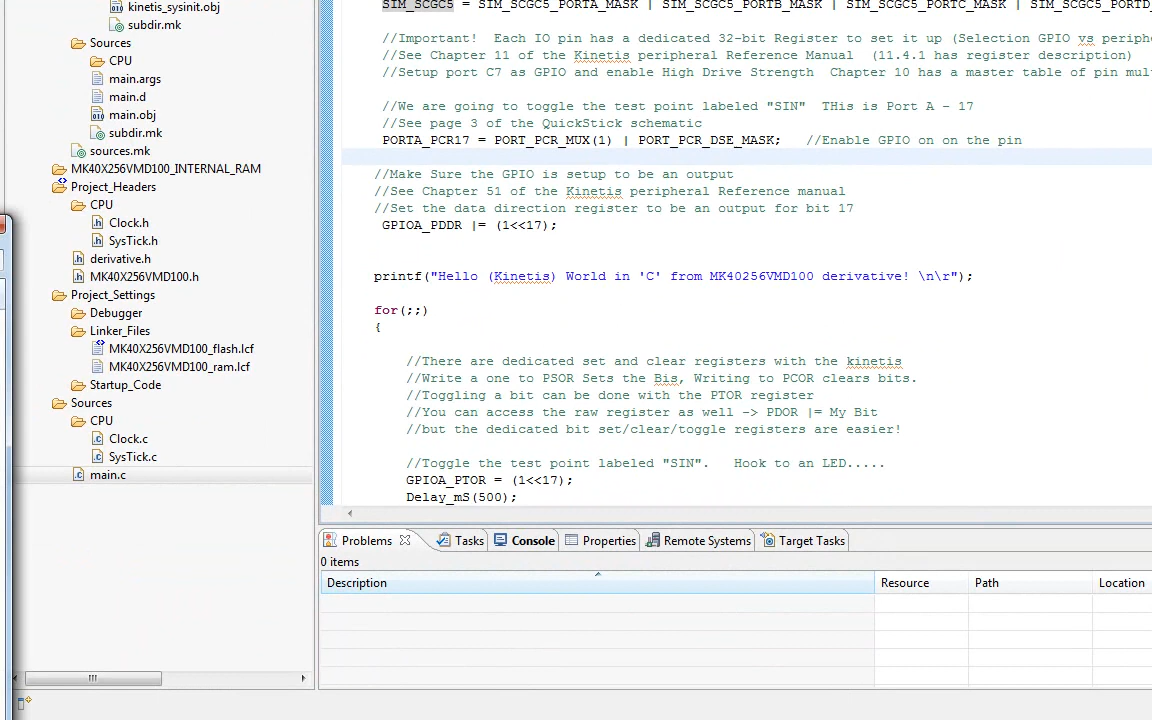 kinetis_sysinit.obj
subdir.mk
Sources
CPU
main.args
main.d
main.obj
subdir.mk
sources.mk
MK40X256VMD100_INTERNAL_RAM
Project_Headers
CPU
Clock.h
SysTick.h
derivative.h
MK40X256VMD100.h
Project_Settings
Debugger
Linker_Files
MK40X256VMD100_flash.lcf
MK40X256VMD100_ram.lcf
Startup_Code
Sources
CPU
Clock.c
SysTick.c
main.c
SIM_SCGC5 = SIM_SCGC5_PORTA_MASK | SIM_SCGC5_PORTB_MASK | SIM_SCGC5_PORTC_MASK | SIM_SCGC5_PORTD
//Important!  Each IO pin has a dedicated 32-bit Register to set it up (Selection GPIO vs periphe
//See Chapter 11 of the Kinetis peripheral Reference Manual  (11.4.1 has register description)
//Setup port C7 as GPIO and enable High Drive Strength  Chapter 10 has a master table of pin mul
//We are going to toggle the test point labeled "SIN"  THis is Port A - 17
//See page 3 of the QuickStick schematic
PORTA_PCR17 = PORT_PCR_MUX(1) | PORT_PCR_DSE_MASK;   //Enable GPIO on on the pin
//Make Sure the GPIO is setup to be an output
//See Chapter 51 of the Kinetis peripheral Reference manual
//Set the data direction register to be an output for bit 17
GPIOA_PDDR |= (1<<17);
printf("Hello (Kinetis) World in 'C' from MK40256VMD100 derivative! \n\r");
for(;;)
{
//There are dedicated set and clear registers with the kinetis
//Write a one to PSOR Sets the Bis, Writing to PCOR clears bits.
//Toggling a bit can be done with the PTOR register
//You can access the raw register as well -> PDOR |= My Bit
//but the dedicated bit set/clear/toggle registers are easier!
//Toggle the test point labeled "SIN".   Hook to an LED.....
GPIOA_PTOR = (1<<17);
Delay_mS(500);
Problems Tasks Console Properties Remote Systems Target Tasks
0 items
Description Resource Path Location